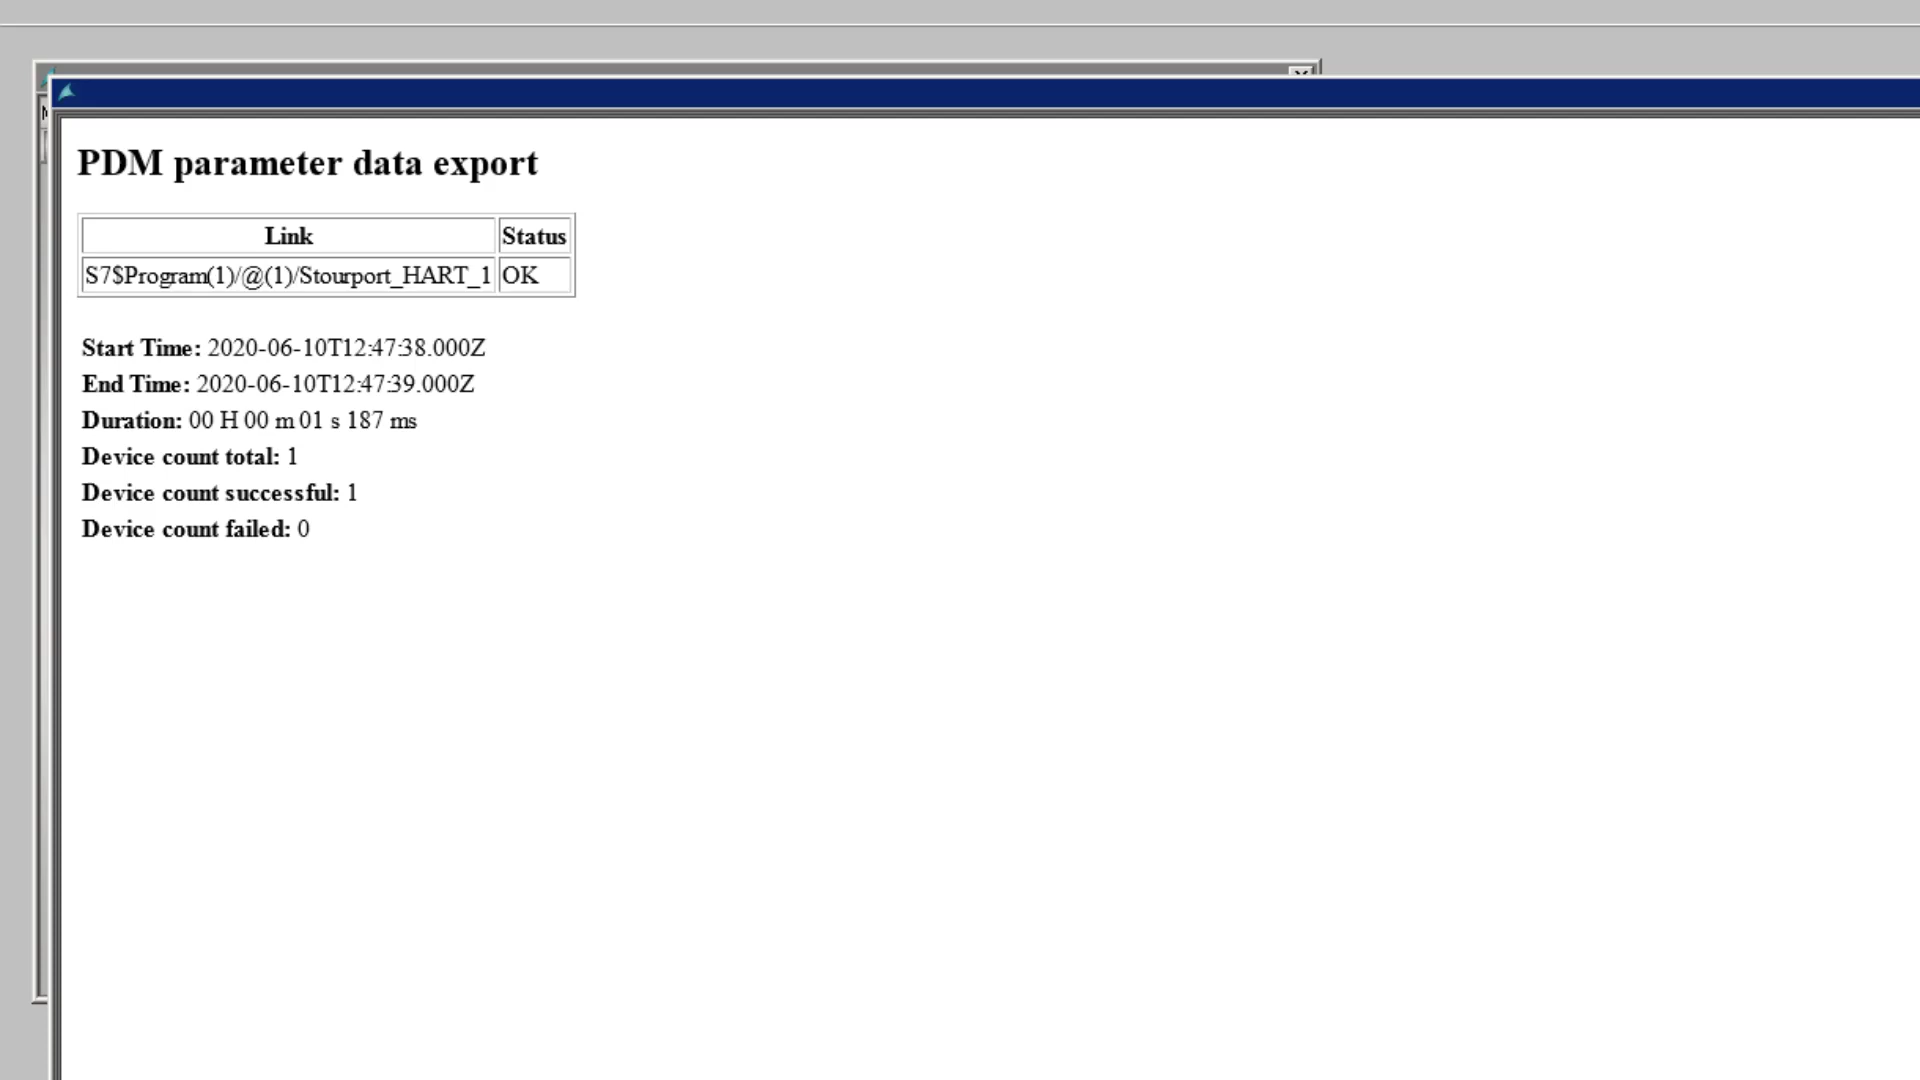 PDM parameter data export
Link Status
S7$Program(1)/@(1)/Stourport_HART_1 OK
Start Time: 2020-06-10T12:47:38.000Z
End Time: 2020-06-10T12:47:39.000Z
Duration: 00 H 00 m 01 s 187 ms
Device count total: 1
Device count successful: 1
Device count failed: 0